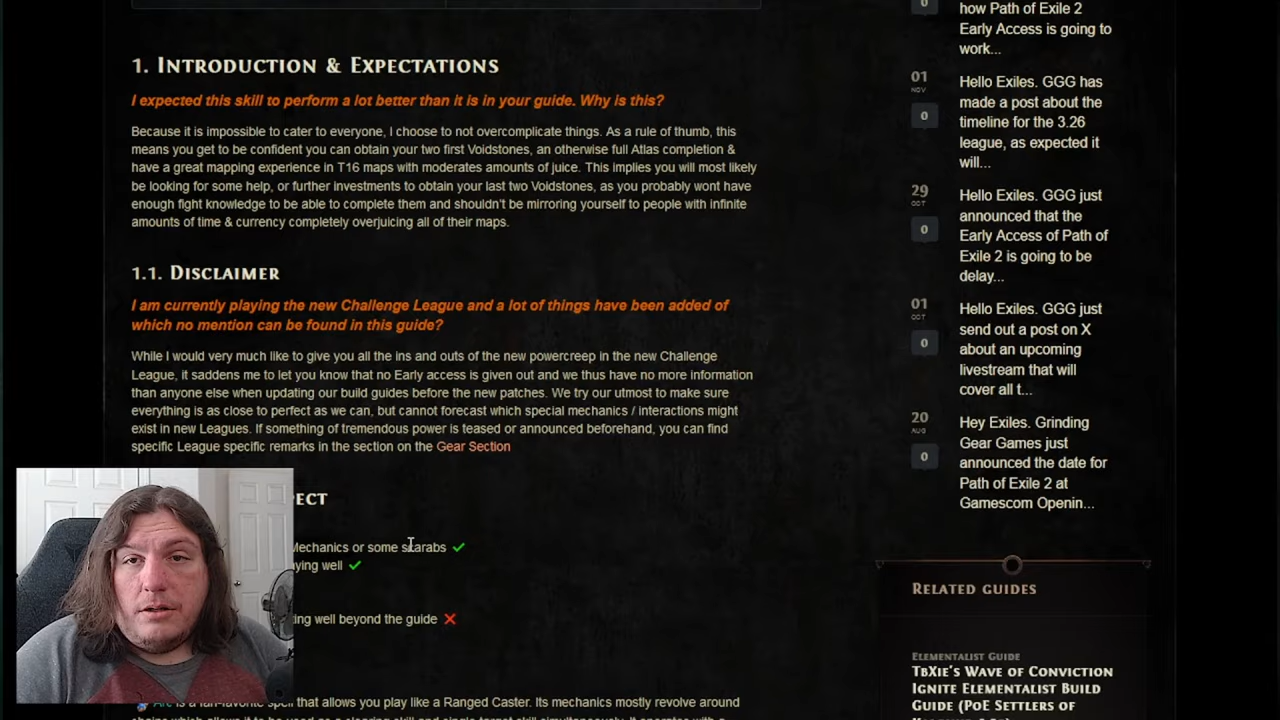 1. Introduction & Expectations
I expected this skill to perform a lot better than it is in your guide. Why is this?
Because it is impossible to cater to everyone, I choose to not overcomplicate things. As a rule of thumb, this
means you get to be confident you can obtain your two first Voidstones, an otherwise full Atlas completion &
have a great mapping experience in T16 maps with moderates amounts of juice. This implies you will most likely
be looking for some help, or further investments to obtain your last two Voidstones, as you probably wont have
enough fight knowledge to be able to complete them and shouldn't be mirroring yourself to people with infinite
amounts of time & currency completely overjuicing all of their maps.
1.1. Disclaimer
I am currently playing the new Challenge League and a lot of things have been added of
which no mention can be found in this guide?
While I would very much like to give you all the ins and outs of the new powercreep in the new Challenge
League, it saddens me to let you know that no Early access is given out and we thus have no more information
than anyone else when updating our build guides before the new patches. We try our utmost to make sure
everything is as close to perfect as we can, but cannot forecast which special mechanics / interactions might
exist in new Leagues. If something of tremendous power is teased or announced beforehand, you can find
specific League specific remarks in the section on the Gear Section
Mechanics or some scarabs
well
well beyond the guide
Arc is a fan-favorite spell that allows you play like a Ranged Caster. Its mechanics mostly revolve around
0
how Path of Exile 2
Early Access is going to
work...
01
NOV
0
Hello Exiles. GGG has
made a post about the
timeline for the 3.26
league, as expected it
will...
29
OCT
0
Hello Exiles. GGG just
announced that the
Early Access of Path of
Exile 2 is going to be
delay...
01
OCT
0
Hello Exiles. GGG just
send out a post on X
about an upcoming
livestream that will
cover all t...
20
AUG
0
Hey Exiles. Grinding
Gear Games just
announced the date for
Path of Exile 2 at
Gamescom Openin...
Related Guides
Elementalist Guide
TbXie's Wave of Conviction
Ignite Elementalist Build
Guide (PoE Settlers of